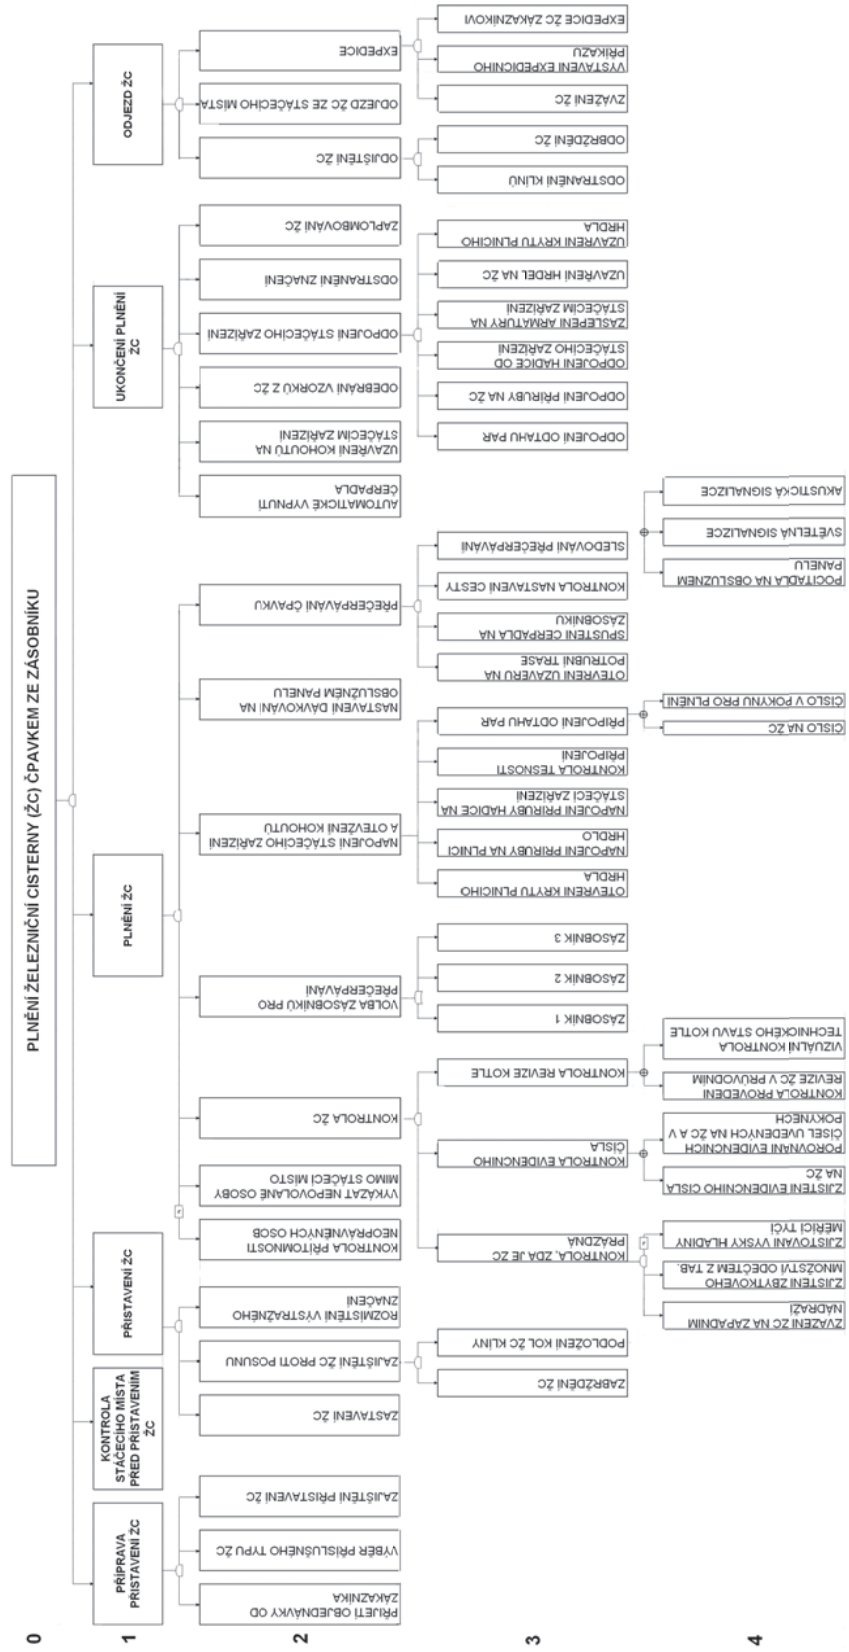 PLNĚNÍ ŽELEZNIČNÍ CISTERNY (ŽC) ČPAVKEM ZE ZÁSOBNÍKU
0
1
2
3
4
PŘÍPRAVA
PŘISTAVENÍ ŽC
KONTROLA
STÁČECÍHO MÍSTA
PŘED PŘISTAVENÍM
ŽC
PŘISTAVENÍ ŽC
PLNĚNÍ ŽC
UKONČENÍ PLNĚNÍ
ŽC
ODJEZD ŽC
PŘIJETÍ OBJEDNÁVKY OD
ZÁKAZNÍKA
VÝBĚR PŘÍSLUŠNÉHO TYPU ŽC
ZAJIŠTĚNÍ PŘISTAVENÍ ŽC
ZASTAVENÍ ŽC
ZAJIŠTĚNÍ ŽC PROTI POSUNU
ROZMÍSTĚNÍ VÝSTRAŽNÉHO
ZNAČENÍ
KONTROLA PŘÍTOMNOSTI
NEOPRÁVNĚNÝCH OSOB
VYKÁZAT NEPOVOLANÉ OSOBY
MIMO STÁČECÍ MÍSTO
KONTROLA ŽC
VOLBA ZÁSOBNÍKŮ PRO
PŘEČERPÁVÁNÍ
NAPOJENÍ STÁČECÍHO ZAŘÍZENÍ
A OTEVŽENÍ KOHOUTŮ
NASTAVENÍ DÁVKOVÁNÍ NA
OBSLUŽNÉM PANELU
PŘEČERPÁVÁNÍ ČPAVKU
AUTOMATICKÉ VYPNUTÍ
ČERPADLA
UZAVŘENÍ KOHOUTŮ NA
STÁČECÍM ZAŘÍZENÍ
ODEBRÁNÍ VZORKŮ Z ŽC
ODPOJENÍ STÁČECÍHO ZAŘÍZENÍ
ODSTRANĚNÍ ZNAČENÍ
ZAPLOMBOVÁNÍ ŽC
ODJIŠTĚNÍ ŽC
ODJEZD ŽC ZE STÁČECÍHO MÍSTA
EXPEDICE
ZABRŽDĚNÍ ŽC
PODLOŽENÍ KOL ŽC KLÍNY
KONTROLA, ZDA JE ŽC
PRÁZDNÁ
KONTROLA EVIDENČNÍHO
ČÍSLA
KONTROLA REVIZE KOTLE
ZÁSOBNÍK 1
ZÁSOBNÍK 2
ZÁSOBNÍK 3
OTEVŘENÍ KRYTU PLNÍCÍHO
HRDLA
NAPOJENÍ PŘÍRUBY NA PLNÍCÍ
HRDLO
NAPOJENÍ PŘÍRUBY HADICE NA
STÁČECÍ ZAŘÍZENÍ
KONTROLA TĚSNOSTI
PŘIPOJENÍ
PŘIPOJENÍ ODTAHU PAR
OTEVŘENÍ UZÁVĚRU NA
POTRUBNÍ TRASE
SPUŠTĚNÍ ČERPADLA NA
ZÁSOBNÍKU
KONTROLA NASTAVENÍ CESTY
SLEDOVÁNÍ PŘEČERPÁVÁNÍ
ODPOJENÍ ODTAHU PAR
ODPOJENÍ PŘÍRUBY NA ŽC
ODPOJENÍ HADICE OD
STÁČECÍHO ZAŘÍZENÍ
ZASLEPENÍ ARMATURY NA
STÁČECÍM ZAŘÍZENÍ
UZAVŘENÍ HRDEL NA ŽC
UZAVŘENÍ KRYTU PLNÍCÍHO
HRDLA
ODSTRANĚNÍ KLÍNŮ
ODBRŽDĚNÍ ŽC
ZVÁŽENÍ ŽC
VYSTAVENÍ EXPEDIČNÍHO
PŘÍKAZU
EXPEDICE ŽC ZÁKAZNÍKOVI
ZVÁŽENÍ ŽC NA ZÁPADNÍM
NÁDRAŽÍ
ZJIŠTĚNÍ ZBYTKOVÉHO
MNOŽSTVÍ ODEČTEM Z TAB.
ZJIŠŤOVÁNÍ VÝŠKY HLADINY
MĚŘICÍ TYČÍ
ZJIŠTĚNÍ EVIDENČNÍHO ČÍSLA
NA ŽC
POROVNÁNÍ EVIDENČNÍCH
ČÍSEL UVEDENÝCH NA ŽC A V
POKYNECH
KONTROLA PROVEDENÍ
REVIZE ŽC V PRŮVODNÍM
VIZUÁLNÍ KONTROLA
TECHNICKÉHO STAVU KOTLE
ČÍSLO NA ŽC
ČÍSLO V POKYNU PRO PLNĚNÍ
POČÍTADLA NA OBSLUŽNÉM
PANELU
SVĚTELNÁ SIGNALIZCE
AKUSTICKÁ SIGNALIZCE